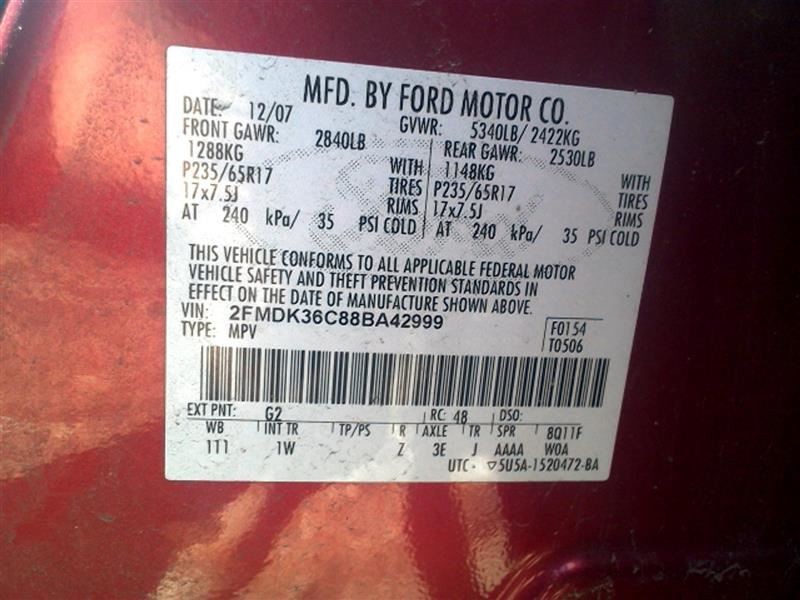 MFD. BY FORD MOTOR CO.
DATE: 12/07 GVWR: 5340LB/ 2422KG
FRONT GAWR: 2840LB REAR GAWR: 2530LB
1288KG WITH 1148KG WITH
P235/65R17 TIRES P235/65R17 TIRES
17x7.5J RIMS 17x7.5J RIMS
AT 240 kPa/ 35 PSI COLD AT 240 kPa/ 35 PSI COLD
THIS VEHICLE CONFORMS TO ALL APPLICABLE FEDERAL MOTOR
VEHICLE SAFETY AND THEFT PREVENTION STANDARDS IN
EFFECT ON THE DATE OF MANUFACTURE SHOWN ABOVE.
VIN: 2FMDK36C88BA42999
TYPE: MPV F0154
T0506
EXT PNT: G2 RC: 48 DSO:
WB INT TR TP/PS R AXLE TR SPR 8Q11F
111 1W Z 3E J AAAA W0A
UTC- ▽5U5A-1520472-BA